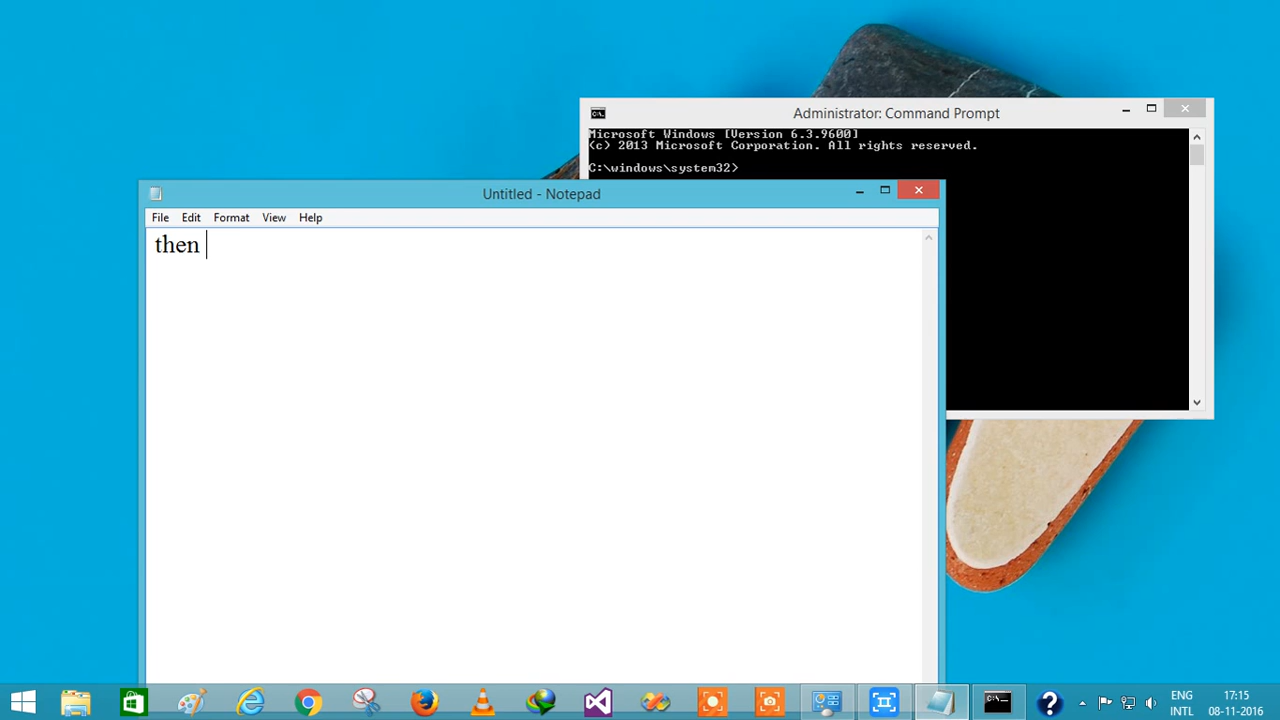 Administrator: Command Prompt
Microsoft Windows [Version 6.3.9600]
(c) 2013 Microsoft Corporation. All rights reserved.
C:\windows\system32>
Untitled - Notepad
File Edit Format View Help
then
ENG 17:15
INTL 08-11-2016